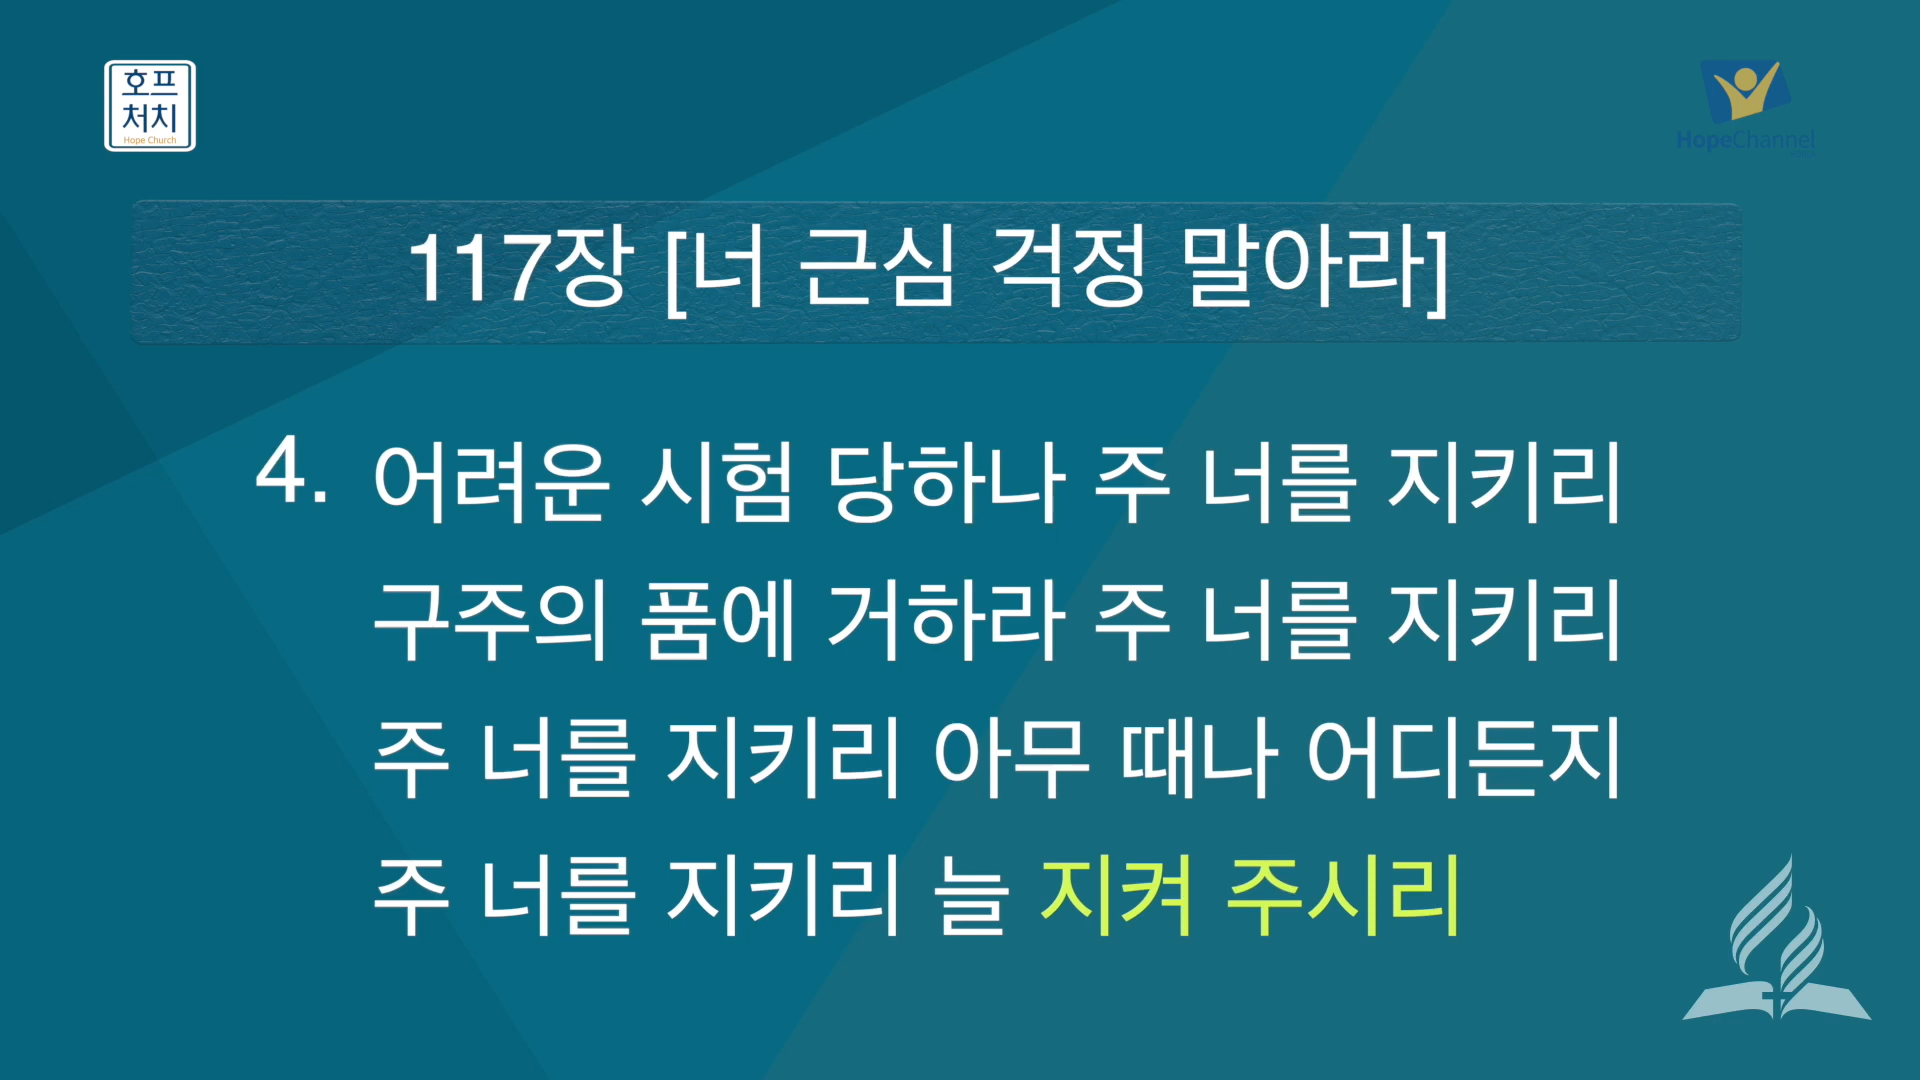 호프
처치
Hope Church
HopeChannel
117장 [너 근심 걱정 말아라]
4. 어려운 시험 당하나 주 너를 지키리
구주의 품에 거하라 주 너를 지키리
주 너를 지키리 아무 때나 어디든지
주 너를 지키리 늘 지켜 주시리